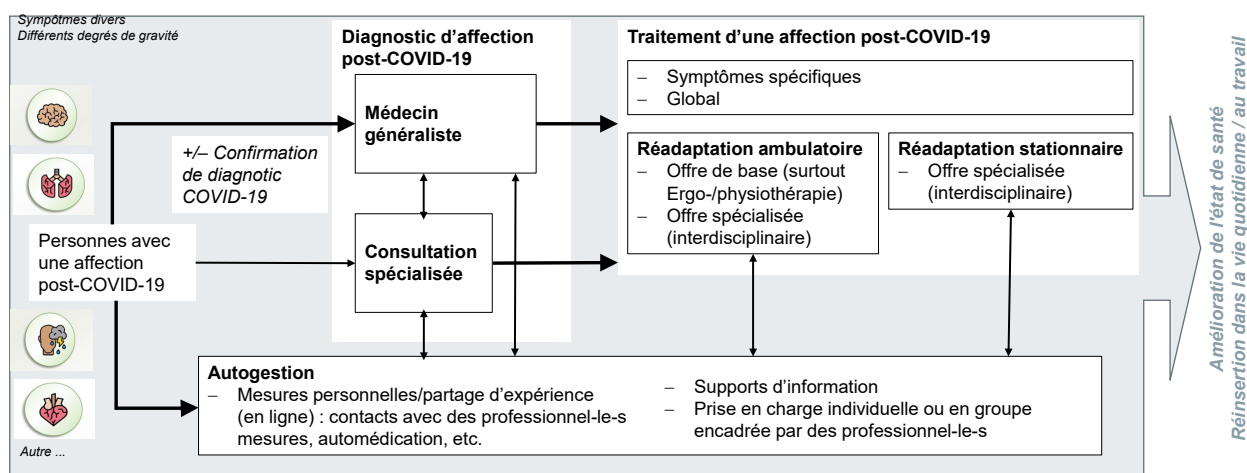 Sympôtmes divers
Différents degrés de gravité
Diagnostic d'affection
post-COVID-19
Traitement d'une affection post-COVID-19
– Symptômes spécifiques
– Global
Médecin
généraliste
+/– Confirmation
de diagnotic
COVID-19
Réadaptation ambulatoire
– Offre de base (surtout
Ergo-/physiothérapie)
– Offre spécialisée
(interdisciplinaire)
Réadaptation stationnaire
– Offre spécialisée
(interdisciplinaire)
Personnes avec
une affection
post-COVID-19
Consultation
spécialisée
Autogestion
– Mesures personnelles/partage d'expérience
(en ligne) : contacts avec des professionnel-le-s
mesures, automédication, etc.
– Supports d'information
– Prise en charge individuelle ou en groupe
encadrée par des professionnel-le-s
Autre ...
Amélioration de l'état de santé
Réinsertion dans la vie quotidienne / au travail